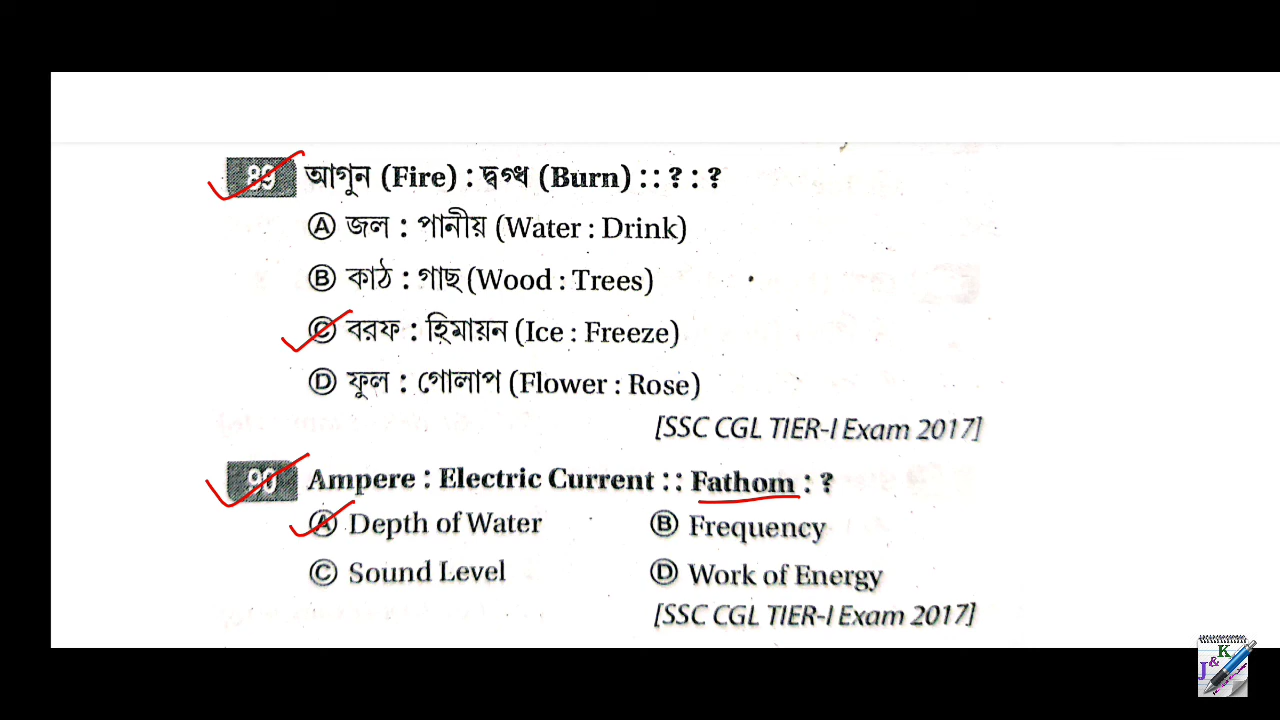 89 আগুন (Fire) : দ্বগ্ধ (Burn) : : ? : ?
Ⓐ জল : পানীয় (Water : Drink)
Ⓑ কাঠ : গাছ (Wood : Trees)
Ⓒ বরফ : হিমায়ন (Ice : Freeze)
Ⓓ ফুল : গোলাপ (Flower : Rose)
[SSC CGL TIER-I Exam 2017]
90 Ampere : Electric Current : : Fathom : ?
Ⓐ Depth of Water Ⓑ Frequency
Ⓒ Sound Level Ⓓ Work of Energy
[SSC CGL TIER-I Exam 2017]
J & K